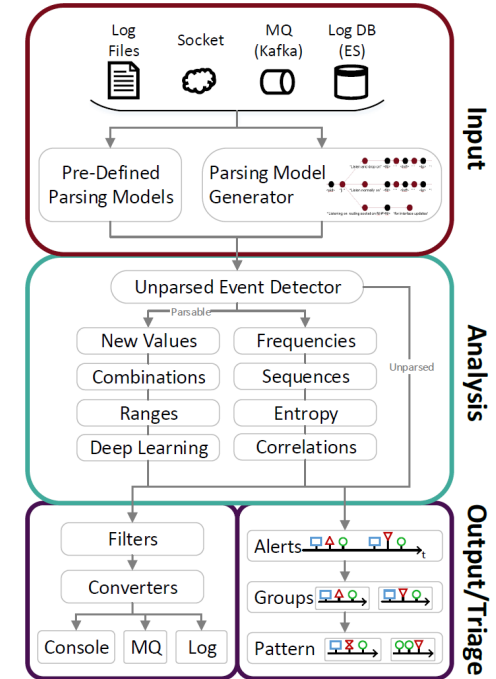 Log
Files
Socket
MQ
(Kafka)
Log DB
(ES)
Input
Pre-Defined
Parsing Models
Parsing Model
Generator
Unparsed Event Detector
Parsable
Unparsed
New Values
Frequencies
Combinations
Sequences
Ranges
Entropy
Deep Learning
Correlations
Analysis
Filters
Converters
Console
MQ
Log
Alerts
t
Groups
Pattern
Output/Triage